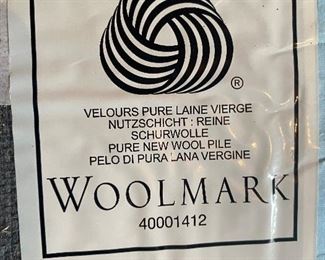 ®
VELOURS PURE LAINE VIERGE
NUTZSCHICHT : REINE
SCHURWOLLE
PURE NEW WOOL PILE
PELO DI PURA LANA VERGINE
WOOLMARK
40001412